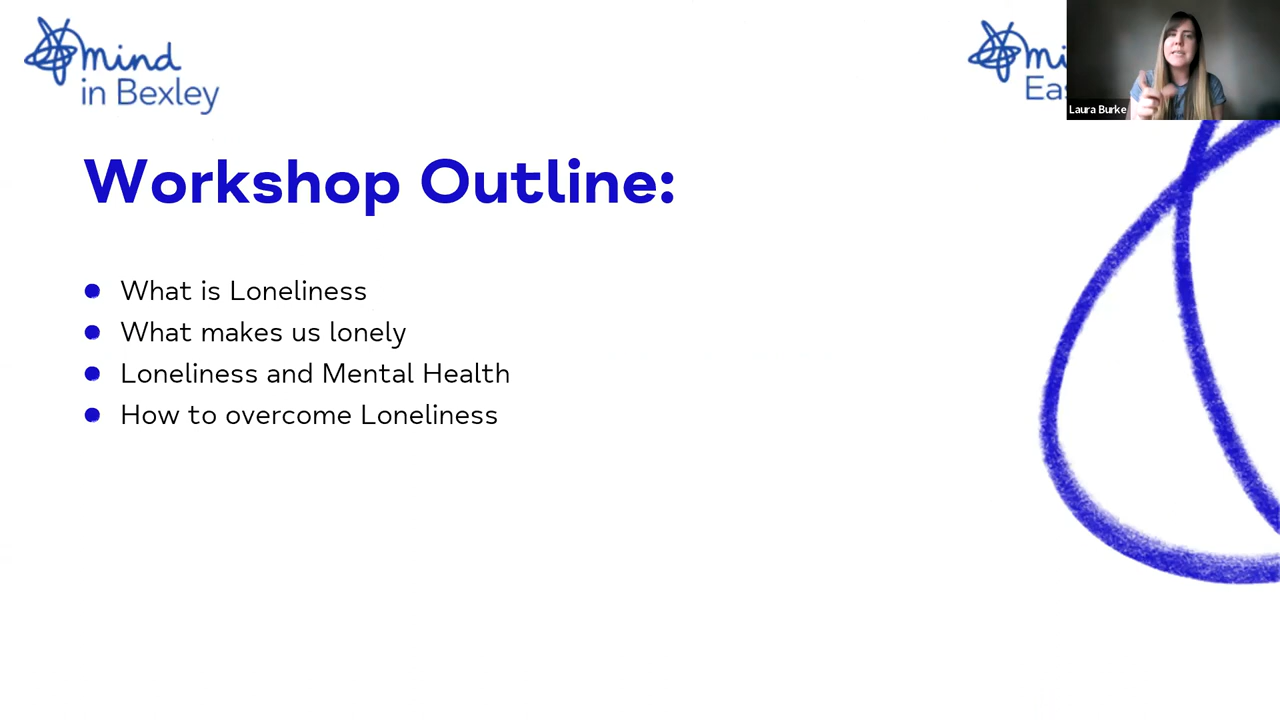 mind
in Bexley
Laura Burke
Workshop Outline:
What is Loneliness
What makes us lonely
Loneliness and Mental Health
How to overcome Loneliness